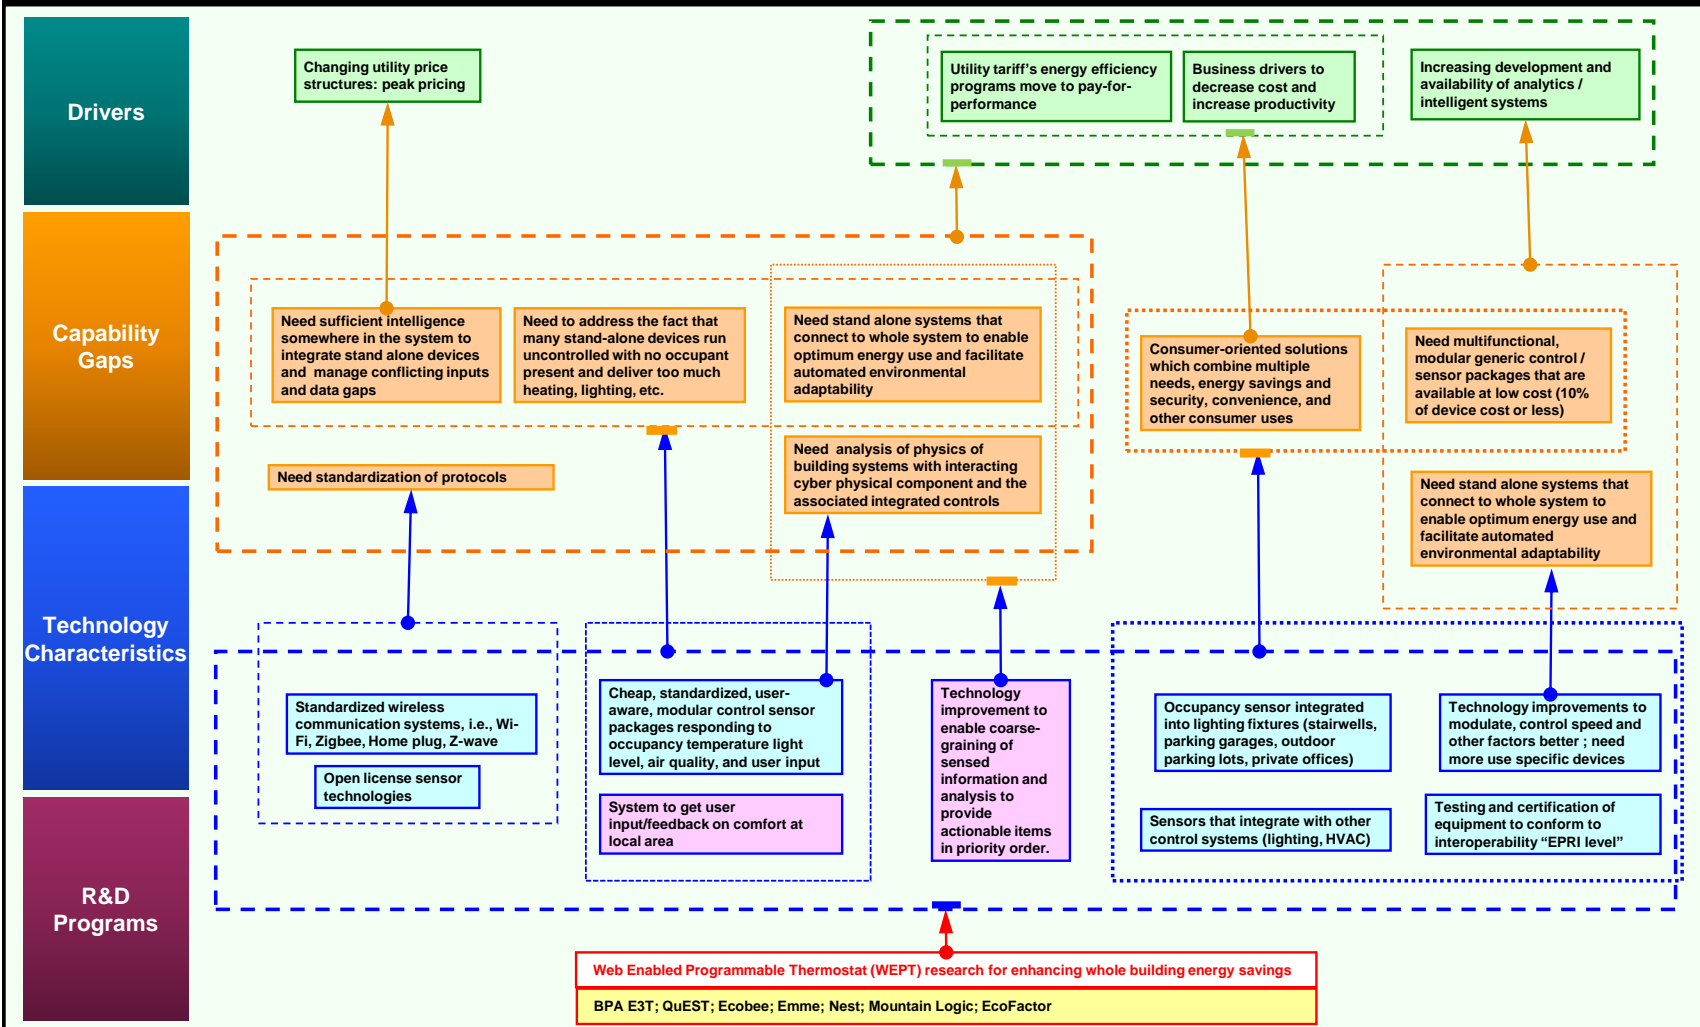 Drivers
Changing utility price
structures: peak pricing
Utility tariff's energy efficiency
programs move to pay-for-
performance
Business drivers to
decrease cost and
increase productivity
Increasing development and
availability of analytics /
intelligent systems
Capability
Gaps
Need sufficient intelligence
somewhere in the system to
integrate stand alone devices
and  manage conflicting inputs
and data gaps
Need to address the fact that
many stand-alone devices run
uncontrolled with no occupant
present and deliver too much
heating, lighting, etc.
Need stand alone systems that
connect to whole system to enable
optimum energy use and facilitate
automated environmental
adaptability
Consumer-oriented solutions
which combine multiple
needs, energy savings and
security, convenience, and
other consumer uses
Need multifunctional,
modular generic control /
sensor packages that are
available at low cost (10%
of device cost or less)
Need standardization of protocols
Need  analysis of physics of
building systems with interacting
cyber physical component and the
associated integrated controls
Need stand alone systems that
connect to whole system to
enable optimum energy use and
facilitate automated
environmental adaptability
Technology
Characteristics
Standardized wireless
communication systems, i.e., Wi-
Fi, Zigbee, Home plug, Z-wave
Open license sensor
technologies
Cheap, standardized, user-
aware, modular control sensor
packages responding to
occupancy temperature light
level, air quality, and user input
System to get user
input/feedback on comfort at
local area
Technology
improvement to
enable coarse-
graining of
sensed
information and
analysis to
provide
actionable items
in priority order.
Occupancy sensor integrated
into lighting fixtures (stairwells,
parking garages, outdoor
parking lots, private offices)
Technology improvements to
modulate, control speed and
other factors better ; need
more use specific devices
Sensors that integrate with other
control systems (lighting, HVAC)
Testing and certification of
equipment to conform to
interoperability “EPRI level”
R&D
Programs
Web Enabled Programmable Thermostat (WEPT) research for enhancing whole building energy savings
BPA E3T; QuEST; Ecobee; Emme; Nest; Mountain Logic; EcoFactor